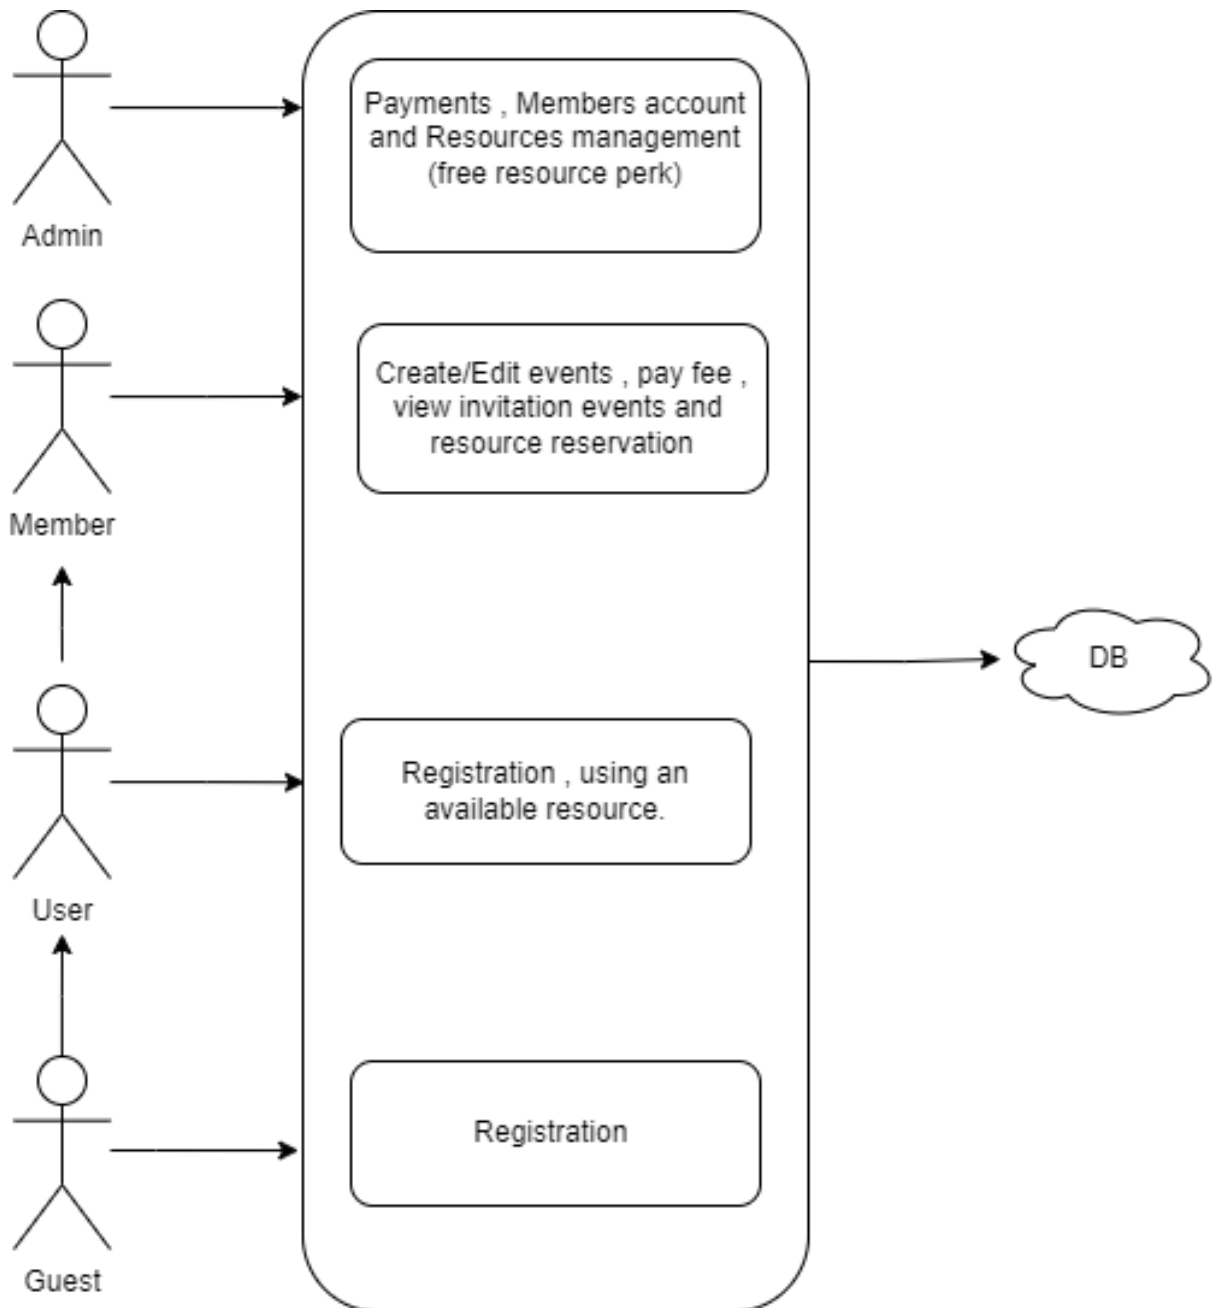 Payments , Members account
and Resources management
(free resource perk)
Admin
Create/Edit events , pay fee ,
view invitation events and
resource reservation
Member
DB
Registration , using an
available resource.
User
Registration
Guest